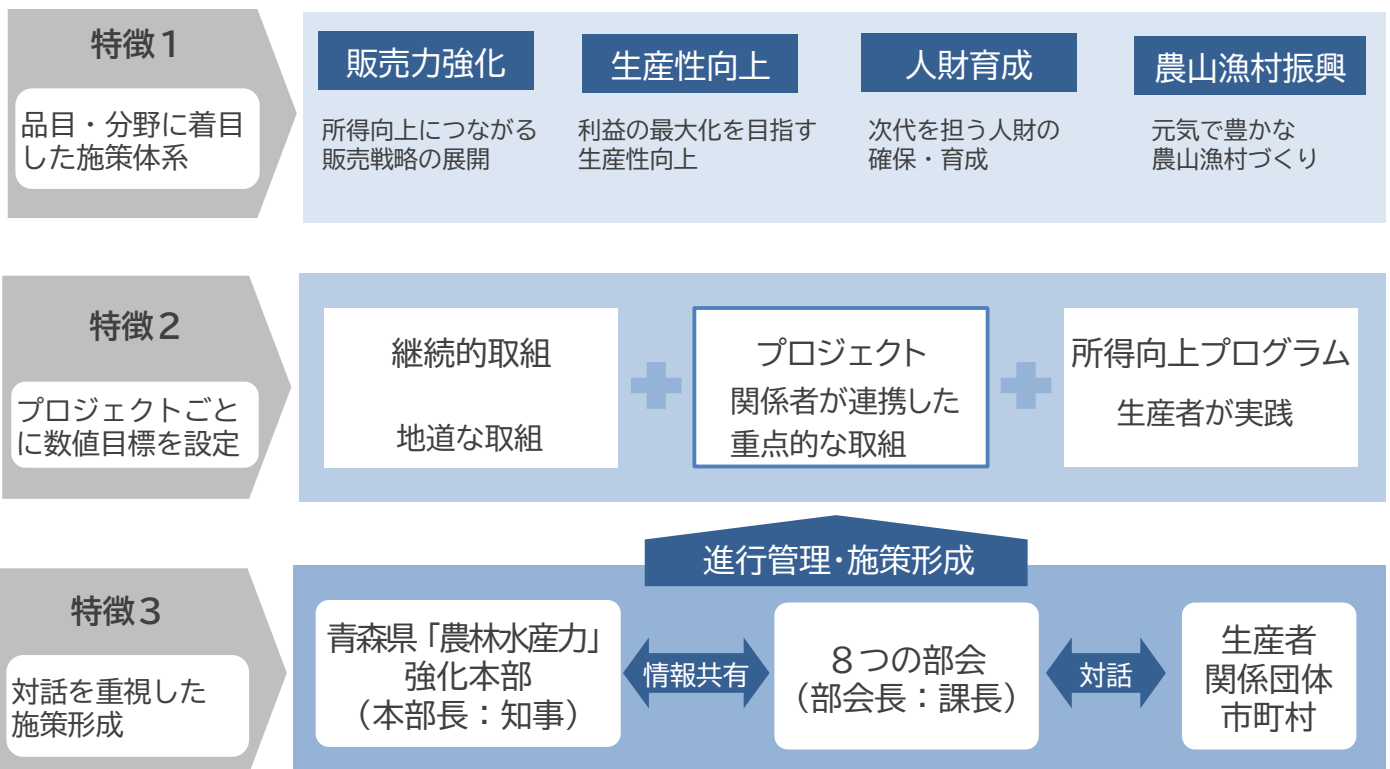 特徴１
品目・分野に着目
した施策体系
販売力強化
所得向上につながる
販売戦略の展開
生産性向上
利益の最大化を目指す
生産性向上
人財育成
次代を担う人財の
確保・育成
農山漁村振興
元気で豊かな
農山漁村づくり
特徴２
プロジェクトごと
に数値目標を設定
継続的取組
地道な取組
プロジェクト
関係者が連携した
重点的な取組
所得向上プログラム
生産者が実践
進行管理・施策形成
特徴３
対話を重視した
施策形成
青森県「農林水産力」
強化本部
（本部長：知事）
情報共有
８つの部会
（部会長：課長）
対話
生産者
関係団体
市町村